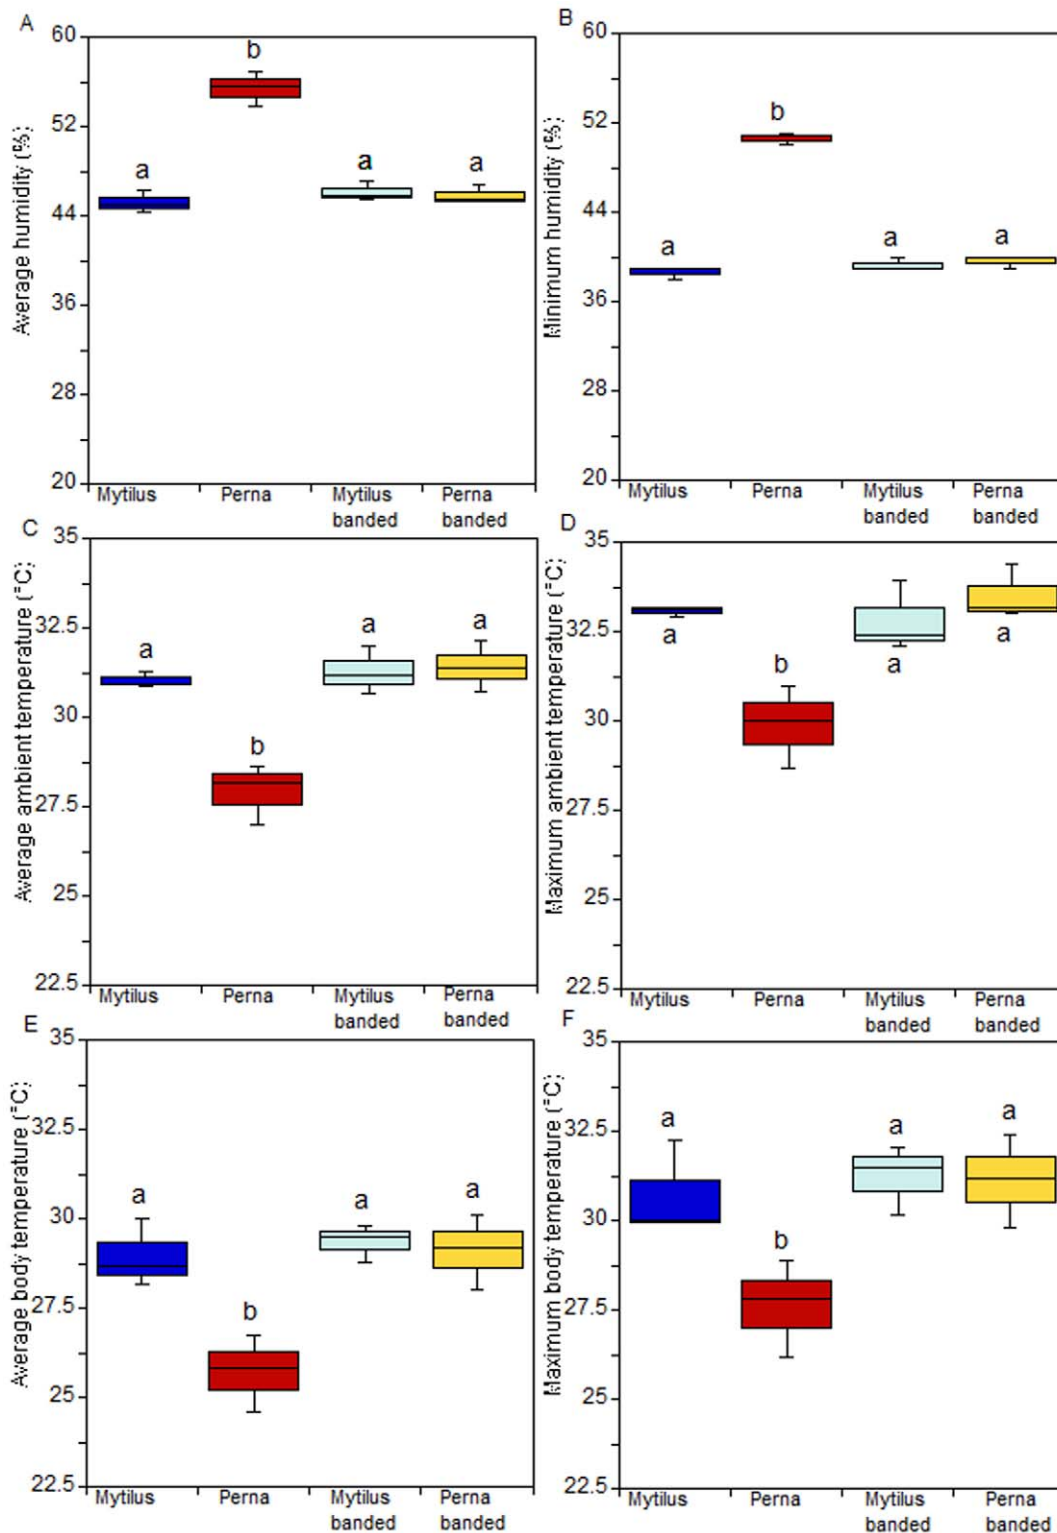 A
Average humidity (%)
60
52
44
36
28
20
a
b
a
a
Mytilus
Perna
Mytilus
banded
Perna
banded
B
Minimum humidity (%)
60
52
44
36
28
20
a
b
a
a
Mytilus
Perna
Mytilus
banded
Perna
banded
C
Average ambient temperature (°C)
35
32.5
30
27.5
25
22.5
a
b
a
a
Mytilus
Perna
Mytilus
banded
Perna
banded
D
Maximum ambient temperature (°C)
35
32.5
30
27.5
25
22.5
a
b
a
a
Mytilus
Perna
Mytilus
banded
Perna
banded
E
Average body temperature (°C)
35
32.5
30
27.5
25
22.5
a
b
a
a
Mytilus
Perna
Mytilus
banded
Perna
banded
F
Maximum body temperature (°C)
35
32.5
30
27.5
25
22.5
a
b
a
a
Mytilus
Perna
Mytilus
banded
Perna
banded